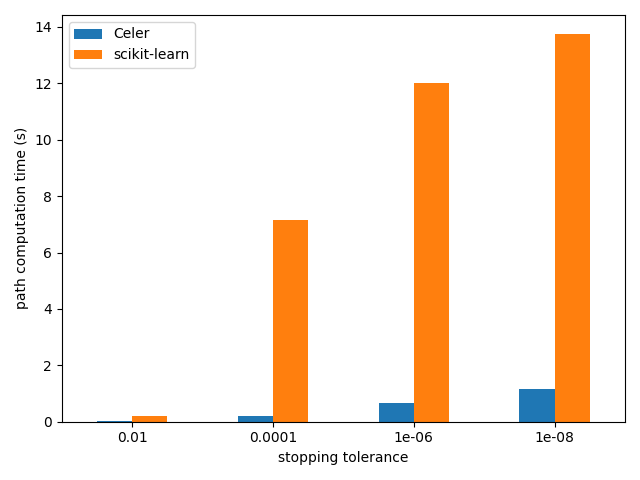 Celer
scikit-learn
14
12
10
8
6
4
2
0
path computation time (s)
0.01
0.0001
1e-06
1e-08
stopping tolerance